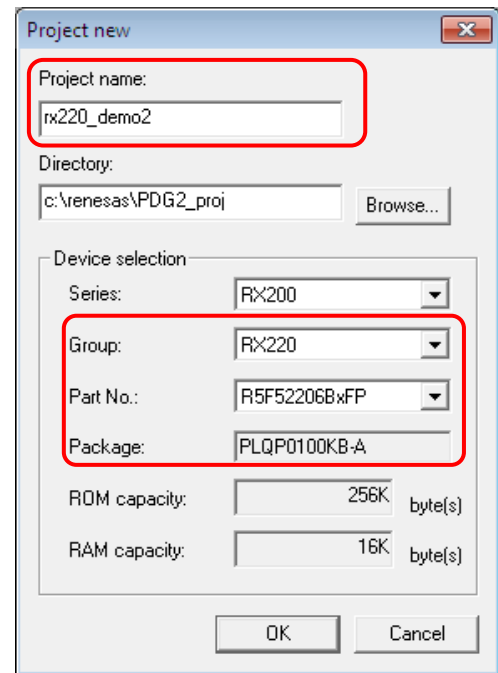 Project new
Project name:
rx220_demo2
Directory:
c:\renesas\PDG2_proj Browse...
Device selection
Series: RX200
Group: RX220
Part No.: R5F52206BxFP
Package: PLQP0100KB-A
ROM capacity: 256K byte(s)
RAM capacity: 16K byte(s)
OK Cancel